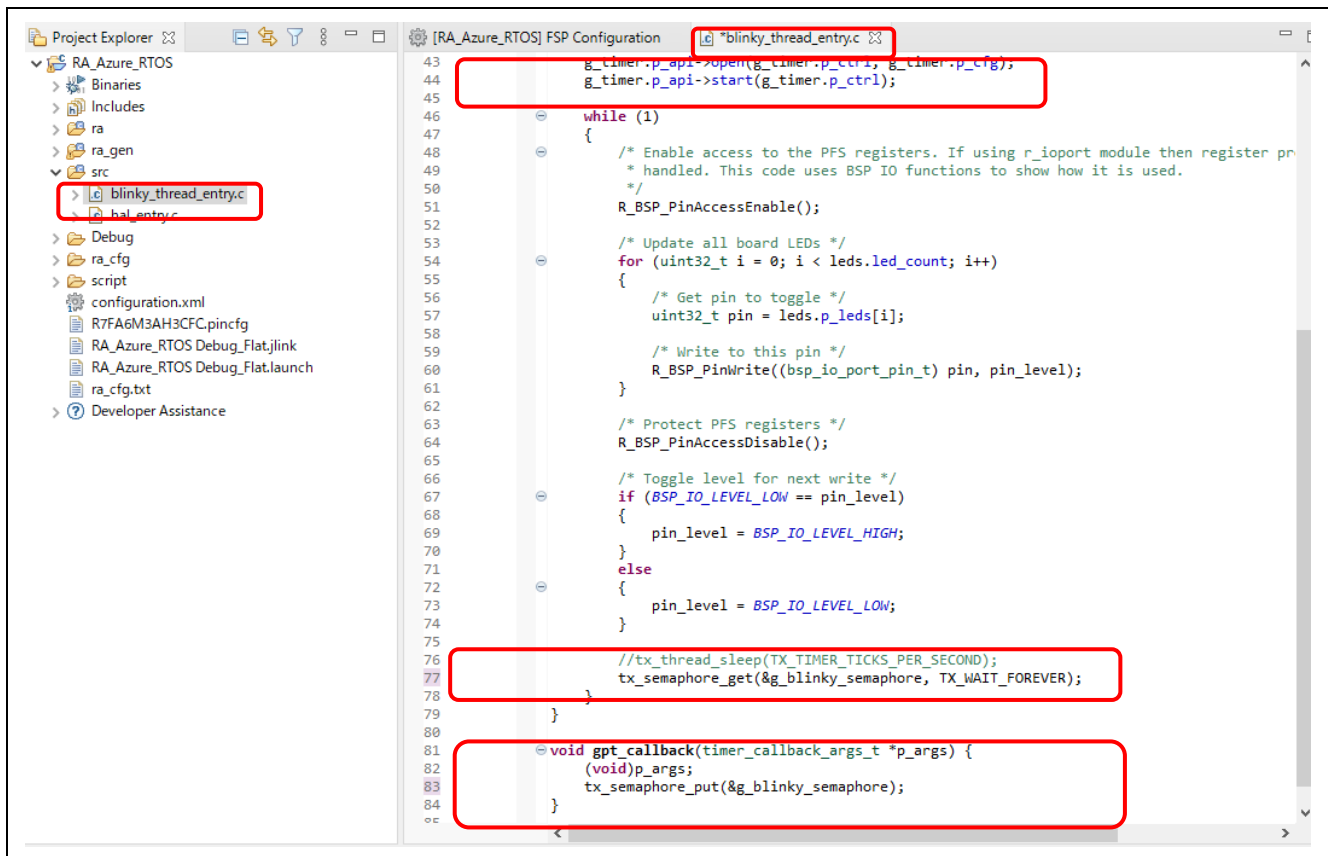 Project Explorer
RA_Azure_RTOS
Binaries
Includes
ra
ra_gen
src
blinky_thread_entry.c
hal_entry.c
Debug
ra_cfg
script
configuration.xml
R7FA6M3AH3CFC.pincfg
RA_Azure_RTOS Debug_Flat.jlink
RA_Azure_RTOS Debug_Flat.launch
ra_cfg.txt
Developer Assistance
[RA_Azure_RTOS] FSP Configuration
*blinky_thread_entry.c
43 g_timer.p_api->open(g_timer.p_ctrl, g_timer.p_cfg);
44 g_timer.p_api->start(g_timer.p_ctrl);
45
46 while (1)
47 {
48 /* Enable access to the PFS registers. If using r_ioport module then register pr
49 * handled. This code uses BSP IO functions to show how it is used.
50 */
51 R_BSP_PinAccessEnable();
52
53 /* Update all board LEDs */
54 for (uint32_t i = 0; i < leds.led_count; i++)
55 {
56 /* Get pin to toggle */
57 uint32_t pin = leds.p_leds[i];
58
59 /* Write to this pin */
60 R_BSP_PinWrite((bsp_io_port_pin_t) pin, pin_level);
61 }
62
63 /* Protect PFS registers */
64 R_BSP_PinAccessDisable();
65
66 /* Toggle level for next write */
67 if (BSP_IO_LEVEL_LOW == pin_level)
68 {
69 pin_level = BSP_IO_LEVEL_HIGH;
70 }
71 else
72 {
73 pin_level = BSP_IO_LEVEL_LOW;
74 }
75
76 //tx_thread_sleep(TX_TIMER_TICKS_PER_SECOND);
77 tx_semaphore_get(&g_blinky_semaphore, TX_WAIT_FOREVER);
78 }
79 }
80
81 void gpt_callback(timer_callback_args_t *p_args) {
82 (void)p_args;
83 tx_semaphore_put(&g_blinky_semaphore);
84 }